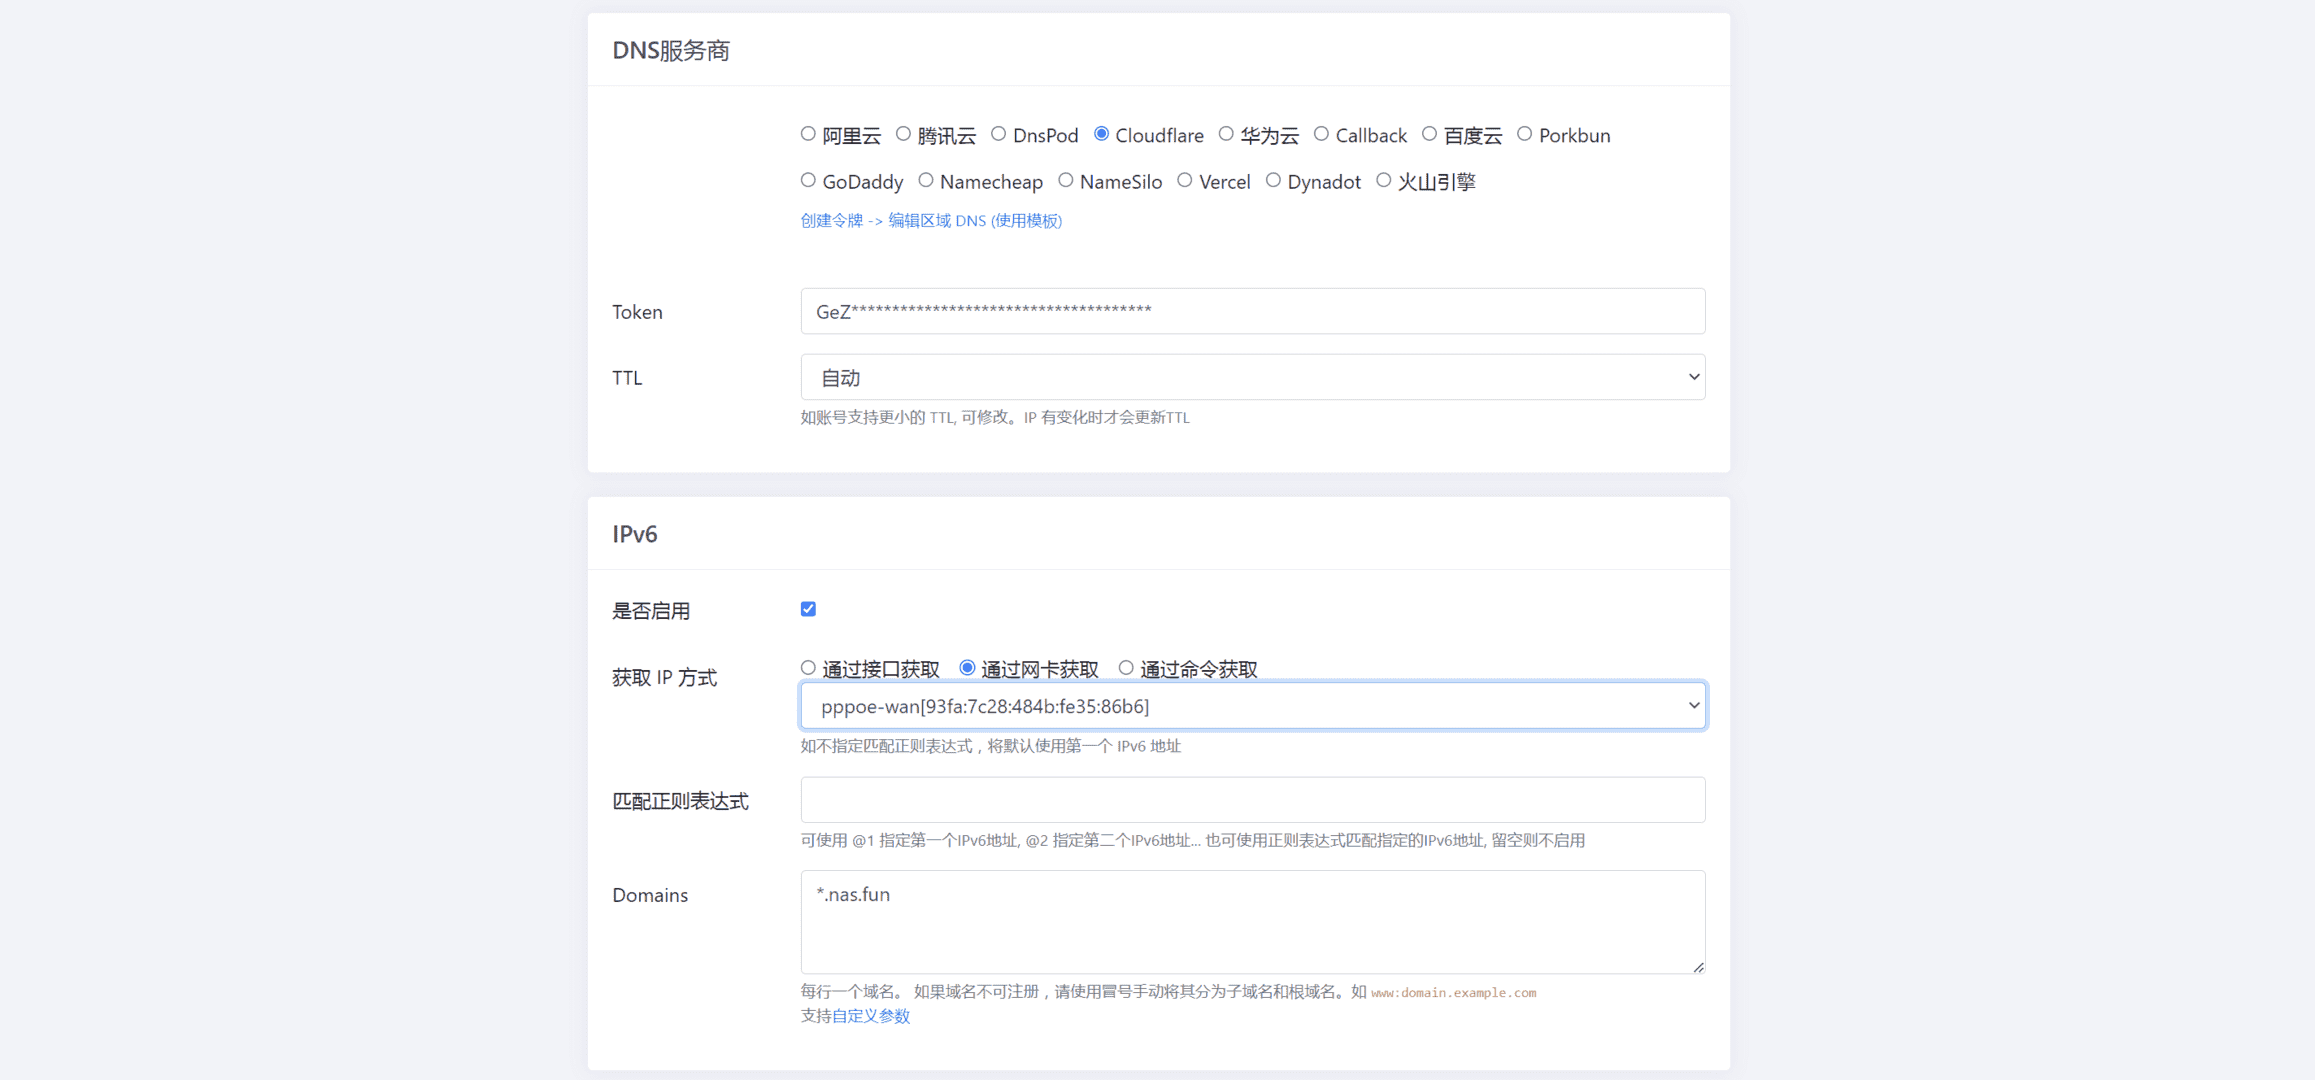 DNS服务商
阿里云 腾讯云 DnsPod Cloudflare 华为云 Callback 百度云 Porkbun
GoDaddy Namecheap NameSilo Vercel Dynadot 火山引擎
创建令牌 -> 编辑区域 DNS (使用模板)
Token GeZ*************************************
TTL 自动
如账号支持更小的 TTL, 可修改。IP 有变化时才会更新TTL
IPv6
是否启用
获取 IP 方式 通过接口获取 通过网卡获取 通过命令获取
pppoe-wan[93fa:7c28:484b:fe35:86b6]
如不指定匹配正则表达式，将默认使用第一个 IPv6 地址
匹配正则表达式
可使用 @1 指定第一个IPv6地址, @2 指定第二个IPv6地址... 也可使用正则表达式匹配指定的IPv6地址, 留空则不启用
Domains *.nas.fun
每行一个域名。 如果域名不可注册，请使用冒号手动将其分为子域名和根域名。如 www:domain.example.com
支持自定义参数